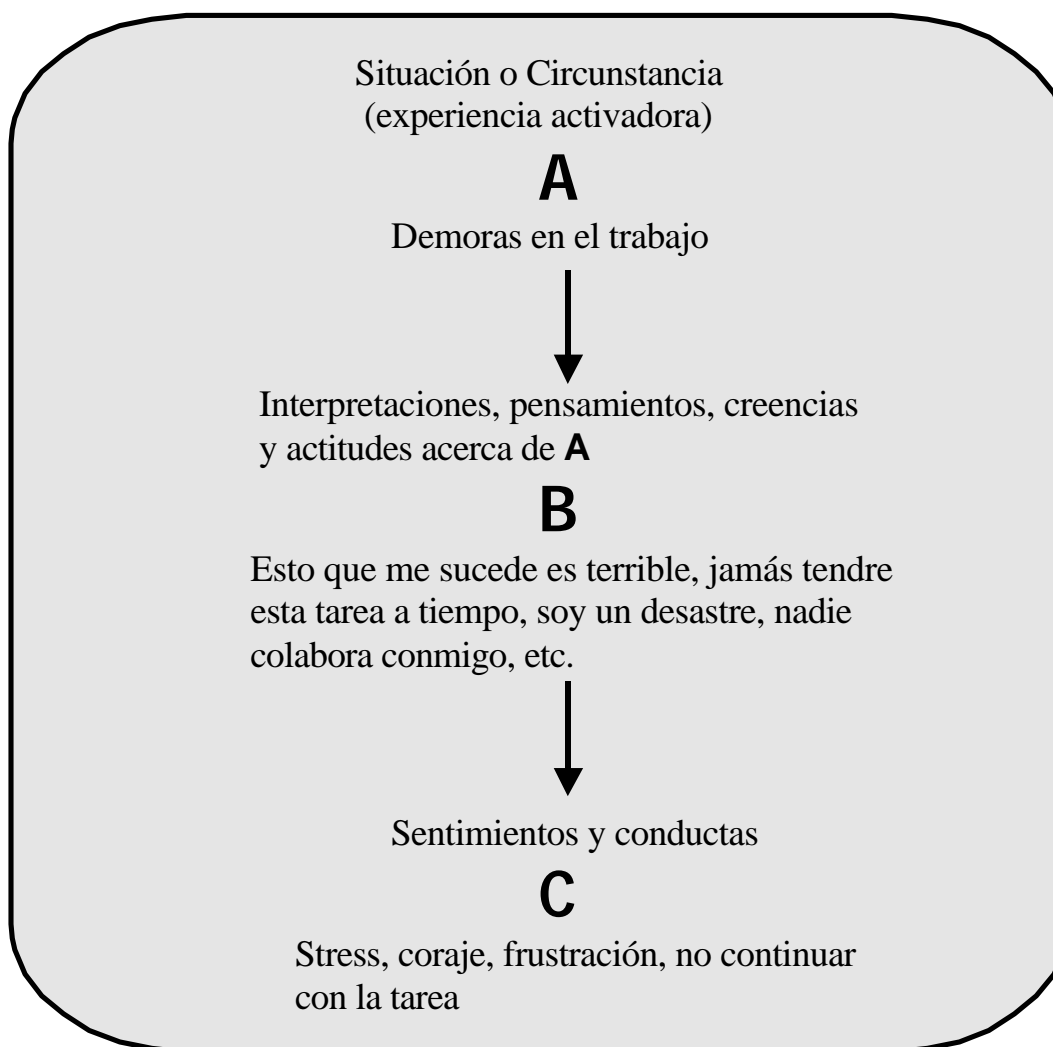 Situación o Circunstancia
(experiencia activadora)
A
Demoras en el trabajo
Interpretaciones, pensamientos, creencias
y actitudes acerca de A
B
Esto que me sucede es terrible, jamás tendre
esta tarea a tiempo, soy un desastre, nadie
colabora conmigo, etc.
Sentimientos y conductas
C
Stress, coraje, frustración, no continuar
con la tarea